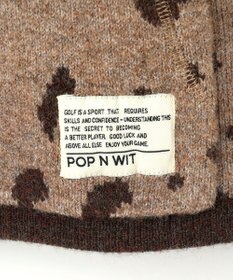 GOLF IS A SPORT THAT REQUIRES
SKILLS AND CONFIDENCE • UNDERSTANDING THIS
IS THE SECRET TO BECOMING
A BETTER PLAYER. GOOD LUCK AND
ABOVE ALL ELSE ENJOY YOUR GAME.
POP N WIT